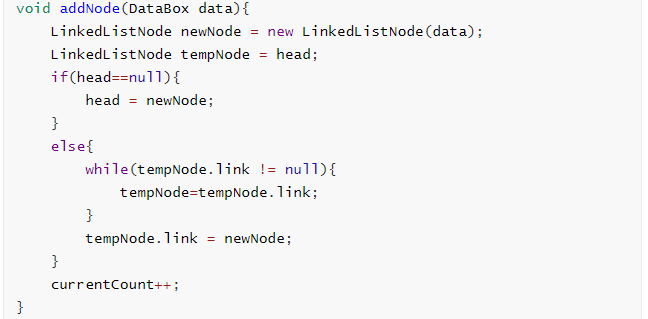 void addNode(DataBox data){
    LinkedListNode newNode = new LinkedListNode(data);
    LinkedListNode tempNode = head;
    if(head==null){
        head = newNode;
    }
    else{
        while(tempNode.link != null){
            tempNode=tempNode.link;
        }
        tempNode.link = newNode;
    }
    currentCount++;
}